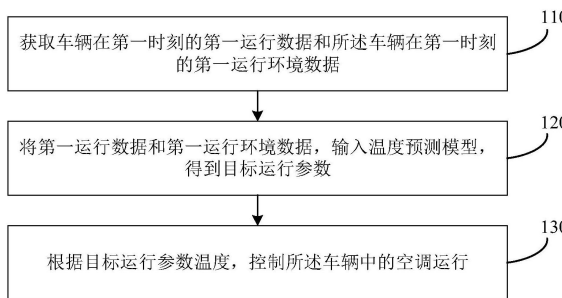 110
获取车辆在第一时刻的第一运行数据和所述车辆在第一时刻
的第一运行环境数据
120
将第一运行数据和第一运行环境数据，输入温度预测模型，
得到目标运行参数
130
根据目标运行参数温度，控制所述车辆中的空调运行